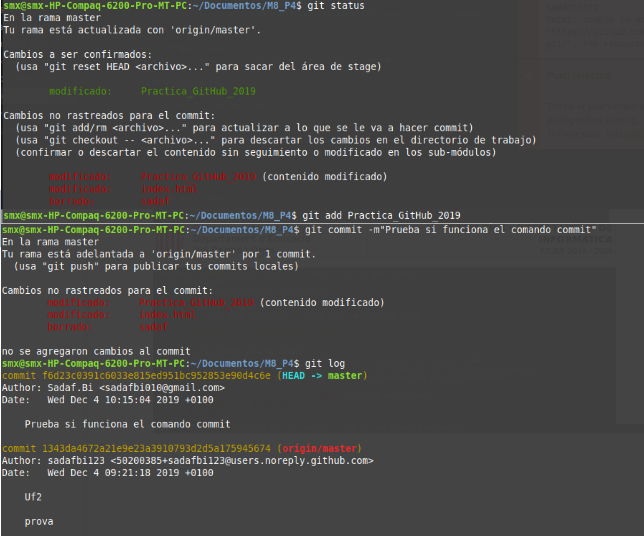 smx@smx-HP-Compaq-6200-Pro-MT-PC:~/Documentos/M8_P4$ git status
En la rama master
Tu rama está actualizada con 'origin/master'.
Cambios a ser confirmados:
(usa "git reset HEAD <archivo>..." para sacar del área de stage)
modificado: Practica_GitHub_2019
Cambios no rastreados para el commit:
(usa "git add/rm <archivo>..." para actualizar a lo que se le va a hacer commit)
(usa "git checkout -- <archivo>..." para descartar los cambios en el directorio de trabajo)
(confirmar o descartar el contenido sin seguimiento o modificado en los sub-módulos)
modificado: Practica_GitHub_2019 (contenido modificado)
modificado: index.html
borrado: sadaf
smx@smx-HP-Compaq-6200-Pro-MT-PC:~/Documentos/M8_P4$ git add Practica_GitHub_2019
smx@smx-HP-Compaq-6200-Pro-MT-PC:~/Documentos/M8_P4$ git commit -m"Prueba si funciona el comando commit"
En la rama master
Tu rama está adelantada a 'origin/master' por 1 commit.
(usa "git push" para publicar tus commits locales)
Cambios no rastreados para el commit:
modificado: Practica_GitHub_2019 (contenido modificado)
modificado: index.html
borrado: sadaf
no se agregaron cambios al commit
smx@smx-HP-Compaq-6200-Pro-MT-PC:~/Documentos/M8_P4$ git log
commit f6d23c0391c6033e815ed951bc952853e90d4c6e (HEAD -> master)
Author: Sadaf.Bi <sadafbi010@gmail.com>
Date: Wed Dec 4 10:15:04 2019 +0100
Prueba si funciona el comando commit
commit 1343da4672a21e9e23a3910793d2d5a175945674 (origin/master)
Author: sadafbi123 <50200385+sadafbi123@users.noreply.github.com>
Date: Wed Dec 4 09:21:18 2019 +0100
Uf2
prova